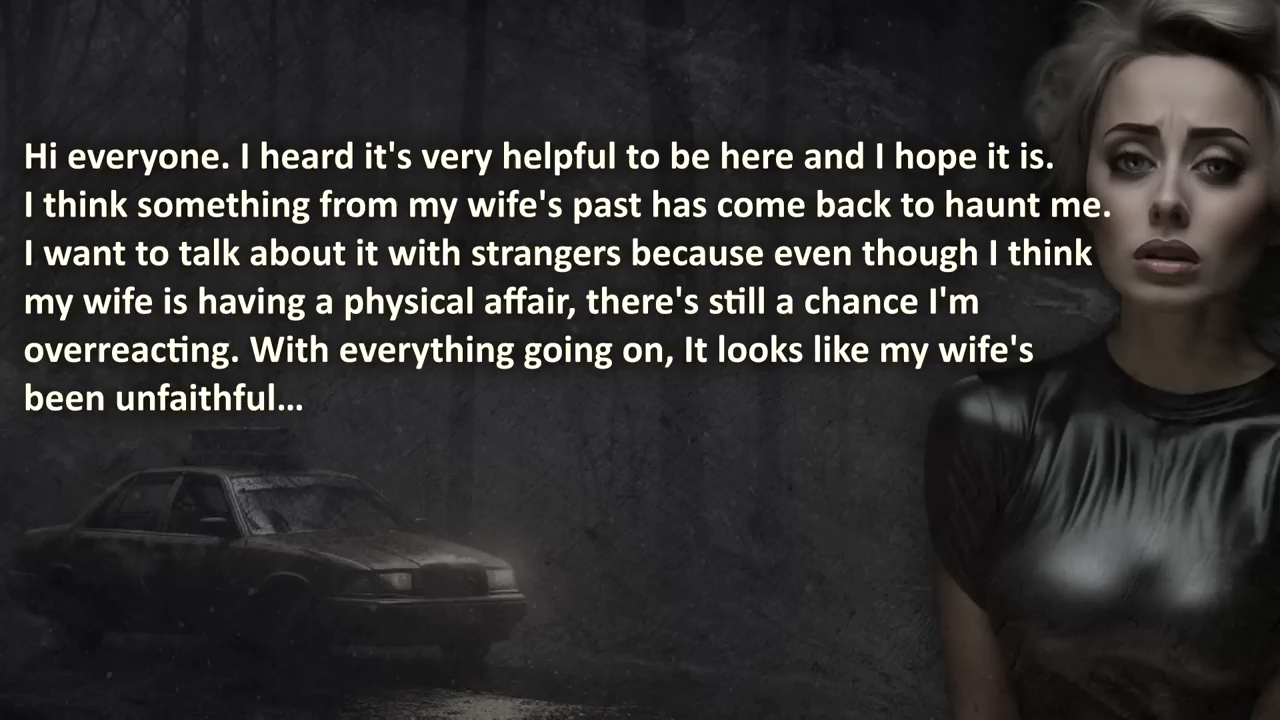 Hi everyone. I heard it's very helpful to be here and I hope it is.
I think something from my wife's past has come back to haunt me.
I want to talk about it with strangers because even though I think
my wife is having a physical affair, there's still a chance I'm
overreacting. With everything going on, It looks like my wife's
been unfaithful...